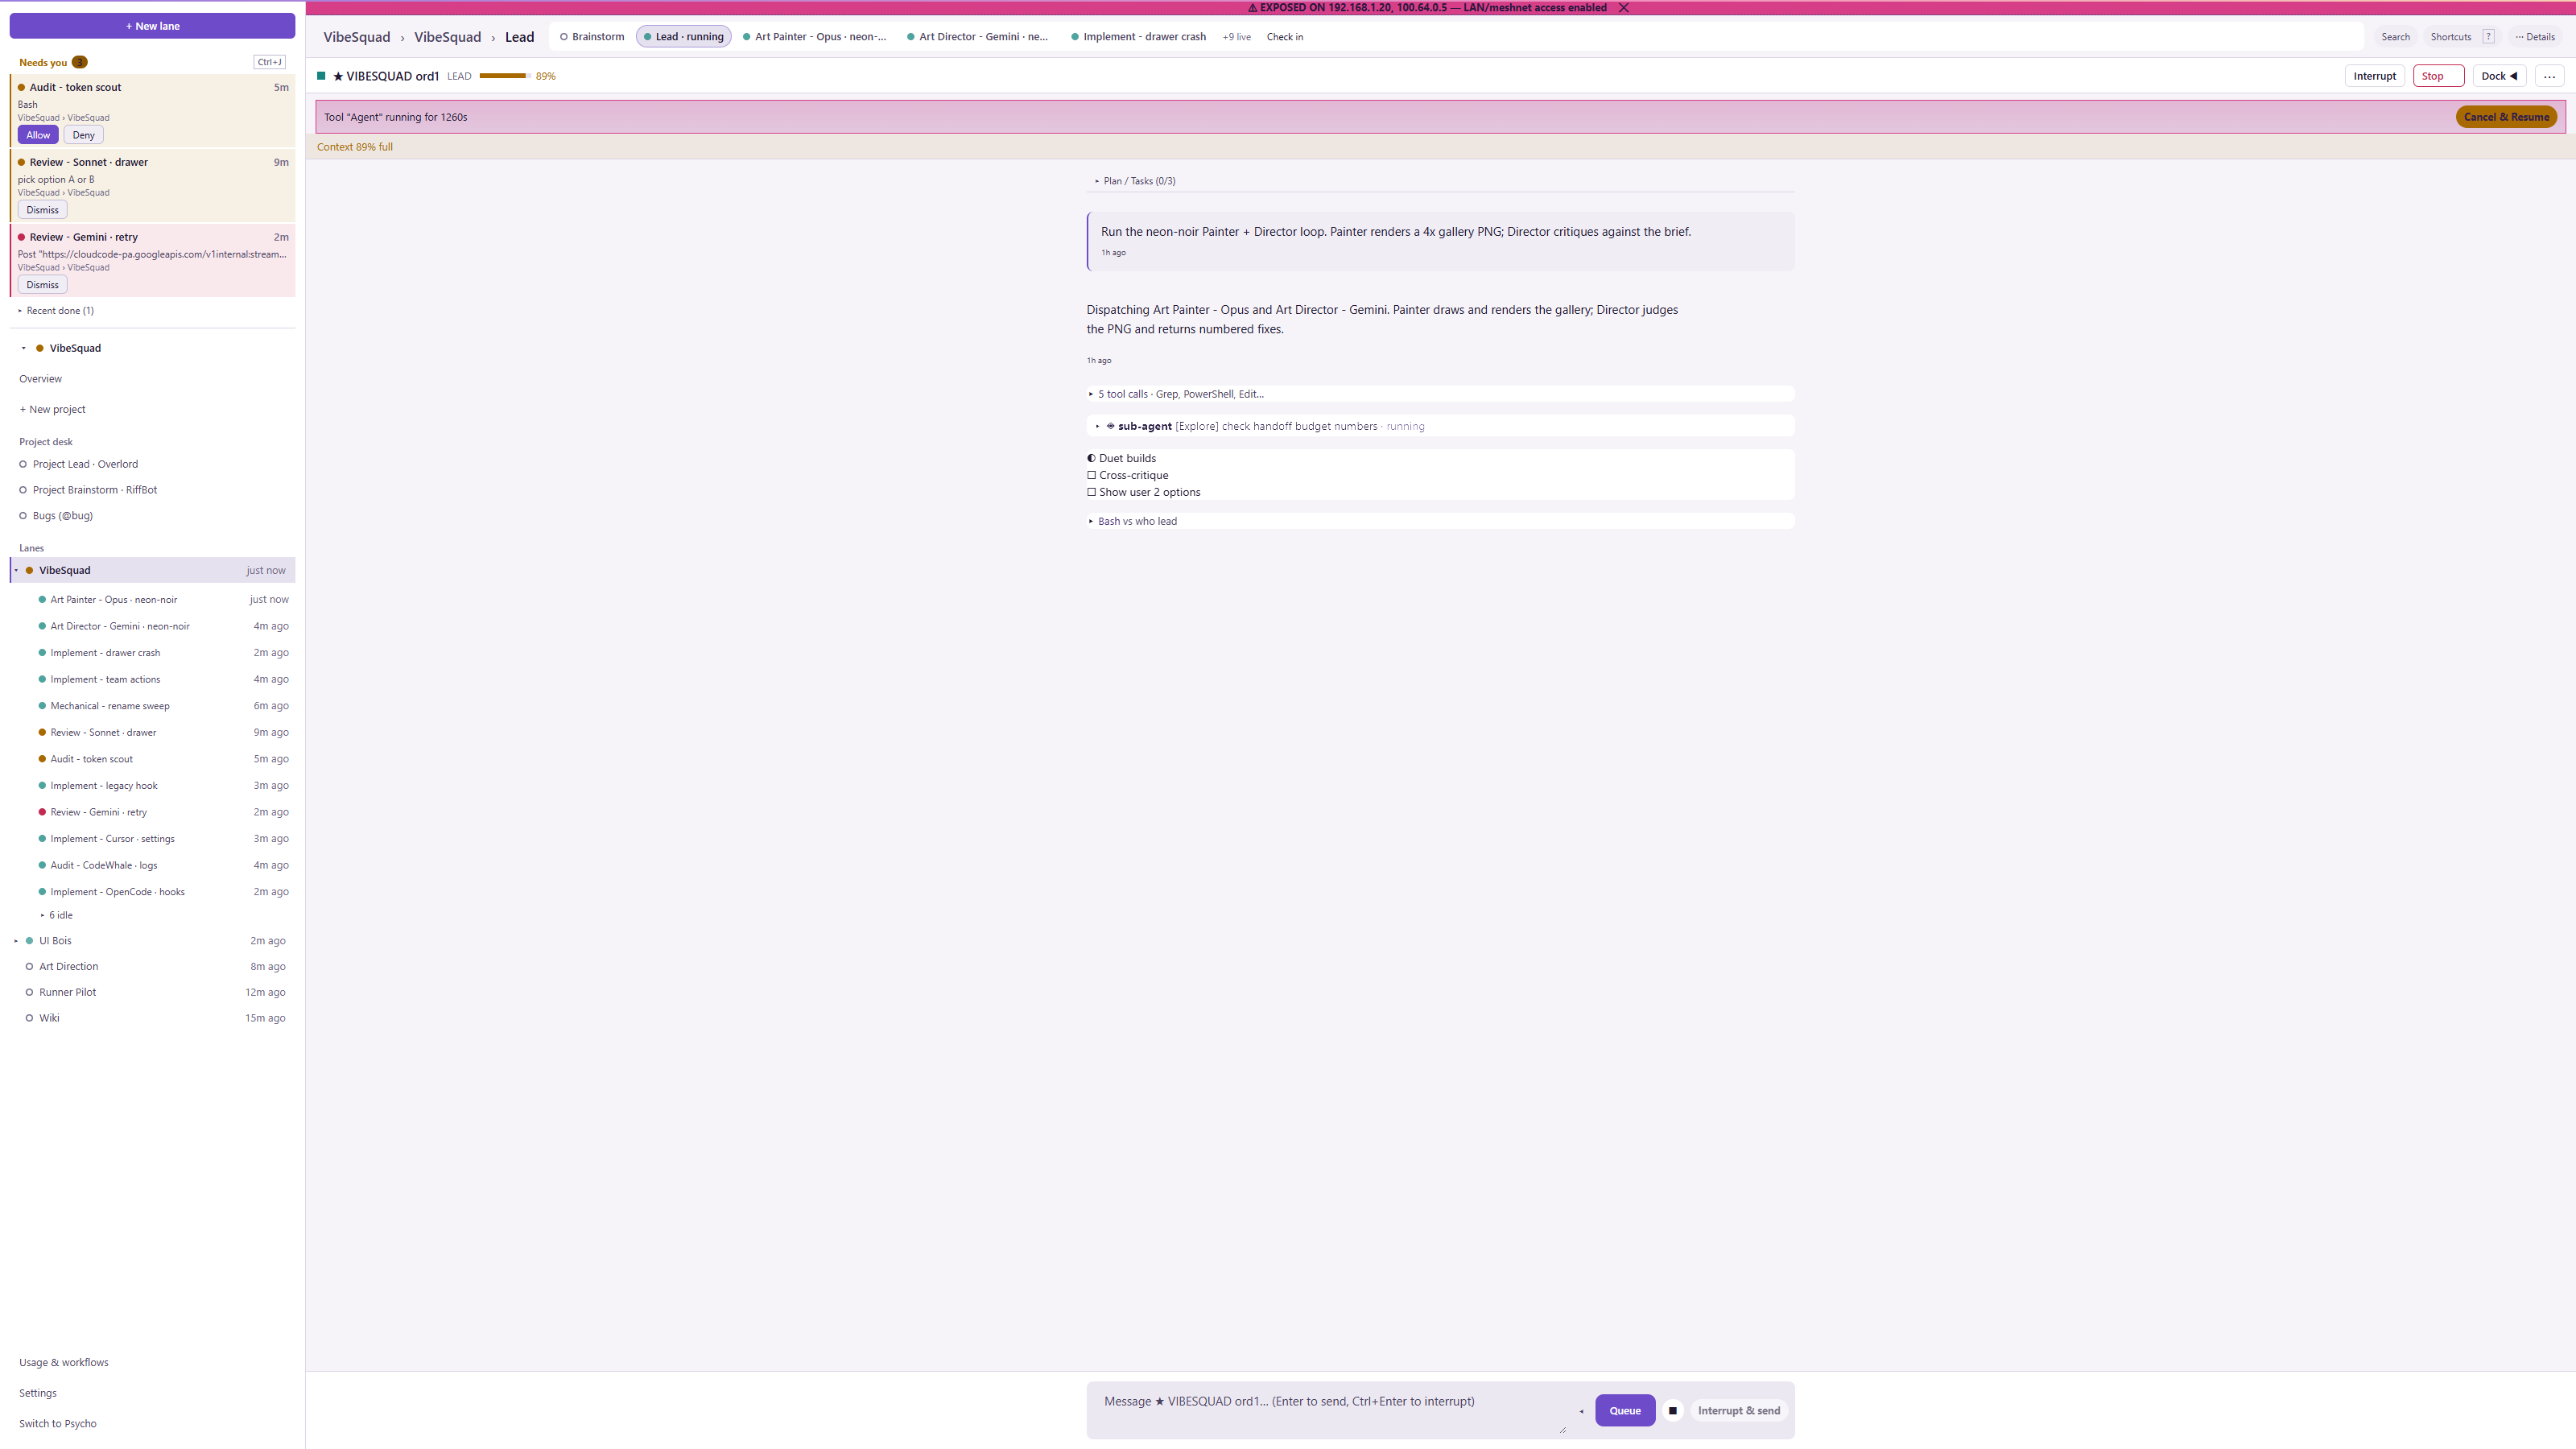 ⚠ EXPOSED ON 192.168.1.20, 100.64.0.5 — LAN/meshnet access enabled
+ New lane
Needs you 3 Ctrl+J
Audit - token scout 5m
Bash
VibeSquad › VibeSquad
Allow Deny
Review - Sonnet · drawer 9m
pick option A or B
VibeSquad › VibeSquad
Dismiss
Review - Gemini · retry 2m
Post "https://cloudcode-pa.googleapis.com/v1internal:stream...
VibeSquad › VibeSquad
Dismiss
Recent done (1)
VibeSquad
Overview
+ New project
Project desk
Project Lead · Overlord
Project Brainstorm · RiffBot
Bugs (@bug)
Lanes
VibeSquad just now
Art Painter - Opus · neon-noir just now
Art Director - Gemini · neon-noir 4m ago
Implement - drawer crash 2m ago
Implement - team actions 4m ago
Mechanical - rename sweep 6m ago
Review - Sonnet · drawer 9m ago
Audit - token scout 5m ago
Implement - legacy hook 3m ago
Review - Gemini · retry 2m ago
Implement - Cursor · settings 3m ago
Audit - CodeWhale · logs 4m ago
Implement - OpenCode · hooks 2m ago
6 idle
UI Bois 2m ago
Art Direction 8m ago
Runner Pilot 12m ago
Wiki 15m ago
Usage & workflows
Settings
Switch to Psycho
VibeSquad › VibeSquad › Lead Brainstorm Lead · running Art Painter - Opus · neon-... Art Director - Gemini · ne... Implement - drawer crash +9 live Check in Search Shortcuts ? ··· Details
★ VIBESQUAD ord1 LEAD 89% Interrupt Stop Dock ◀ ...
Tool "Agent" running for 1260s Cancel & Resume
Context 89% full
Plan / Tasks (0/3)
Run the neon-noir Painter + Director loop. Painter renders a 4x gallery PNG; Director critiques against the brief.
1h ago
Dispatching Art Painter - Opus and Art Director - Gemini. Painter draws and renders the gallery; Director judges
the PNG and returns numbered fixes.
1h ago
5 tool calls · Grep, PowerShell, Edit...
sub-agent [Explore] check handoff budget numbers · running
◐ Duet builds
☐ Cross-critique
☐ Show user 2 options
Bash vs who lead
Message ★ VIBESQUAD ord1... (Enter to send, Ctrl+Enter to interrupt) Queue Interrupt & send